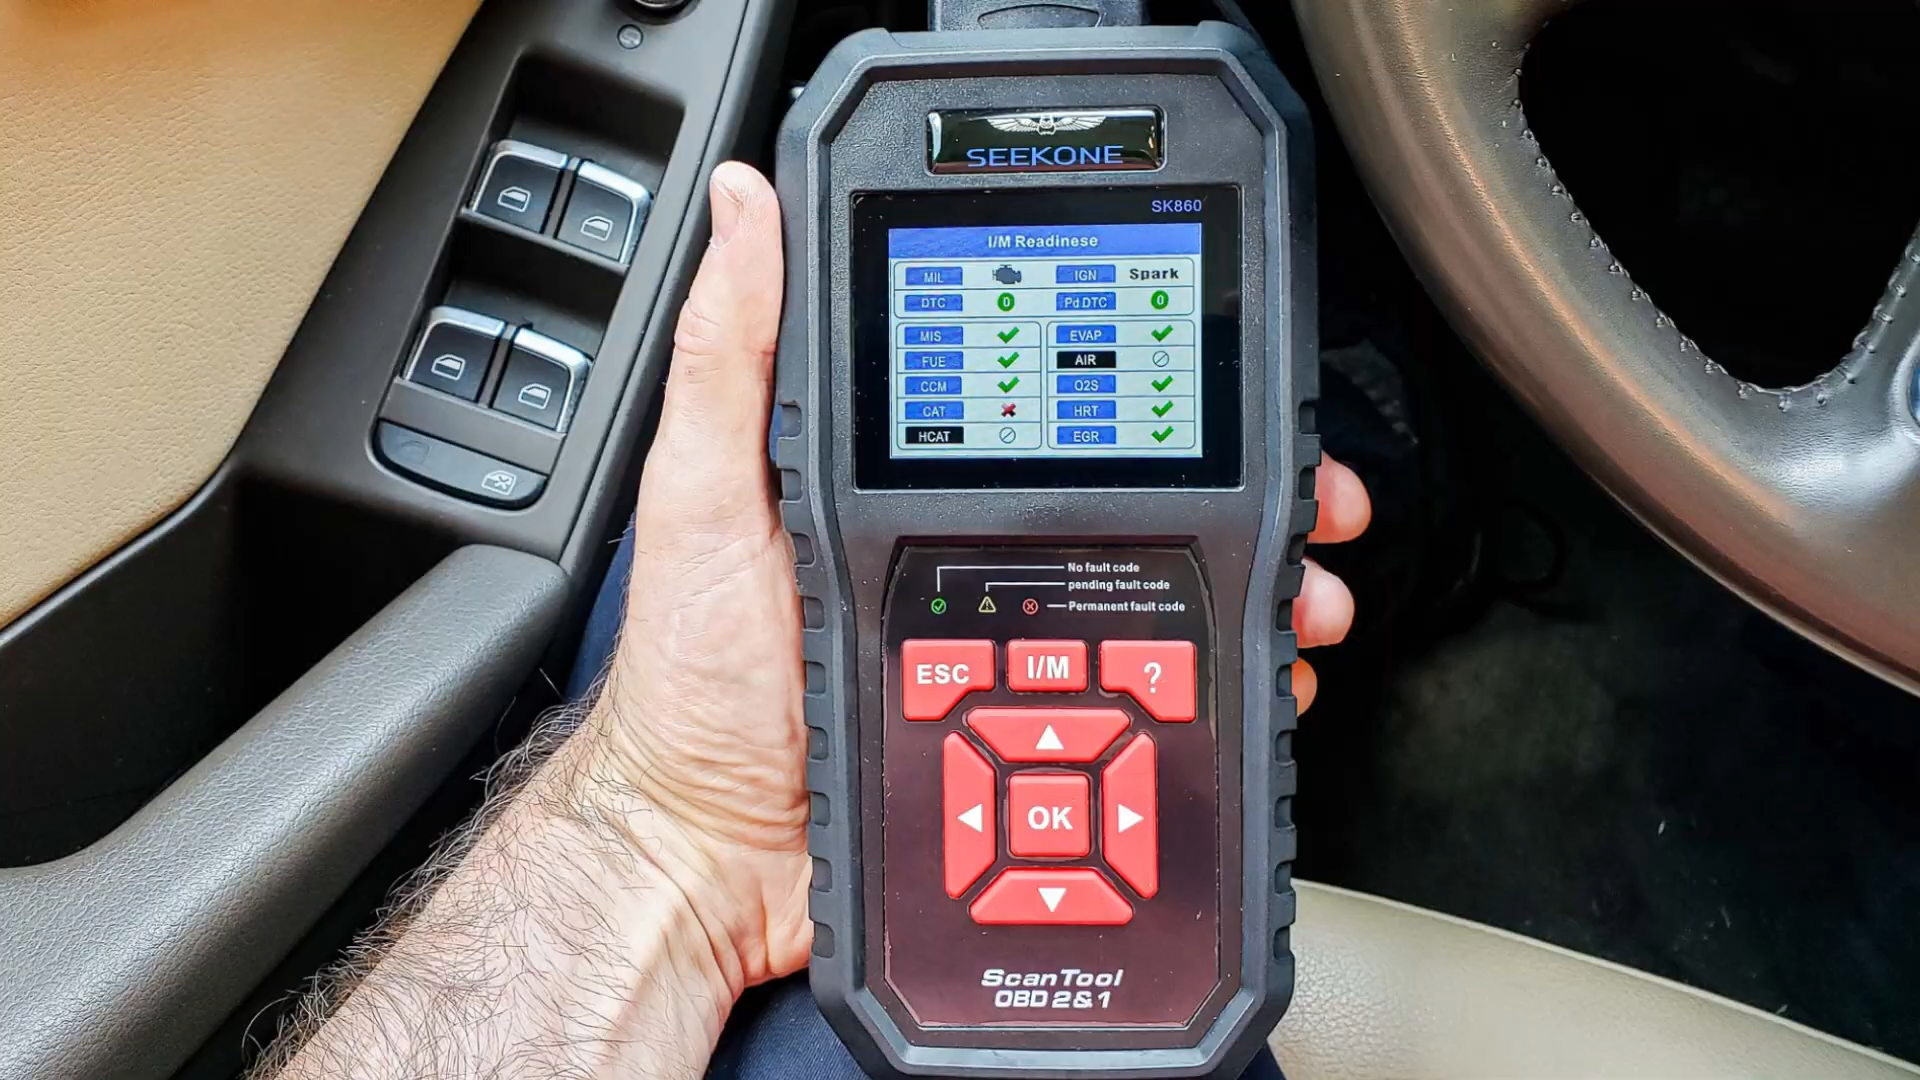 SEEKONE
SK860
I/M Readinese
MIL IGN Spark
DTC 0 Pd DTC 0
MIS EVAP
FUE AIR
CCM O2S
CAT HRT
HCAT EGR
No fault code
pending fault code
Permanent fault code
ESC I/M ?
OK
ScanTool
OBD 2&1